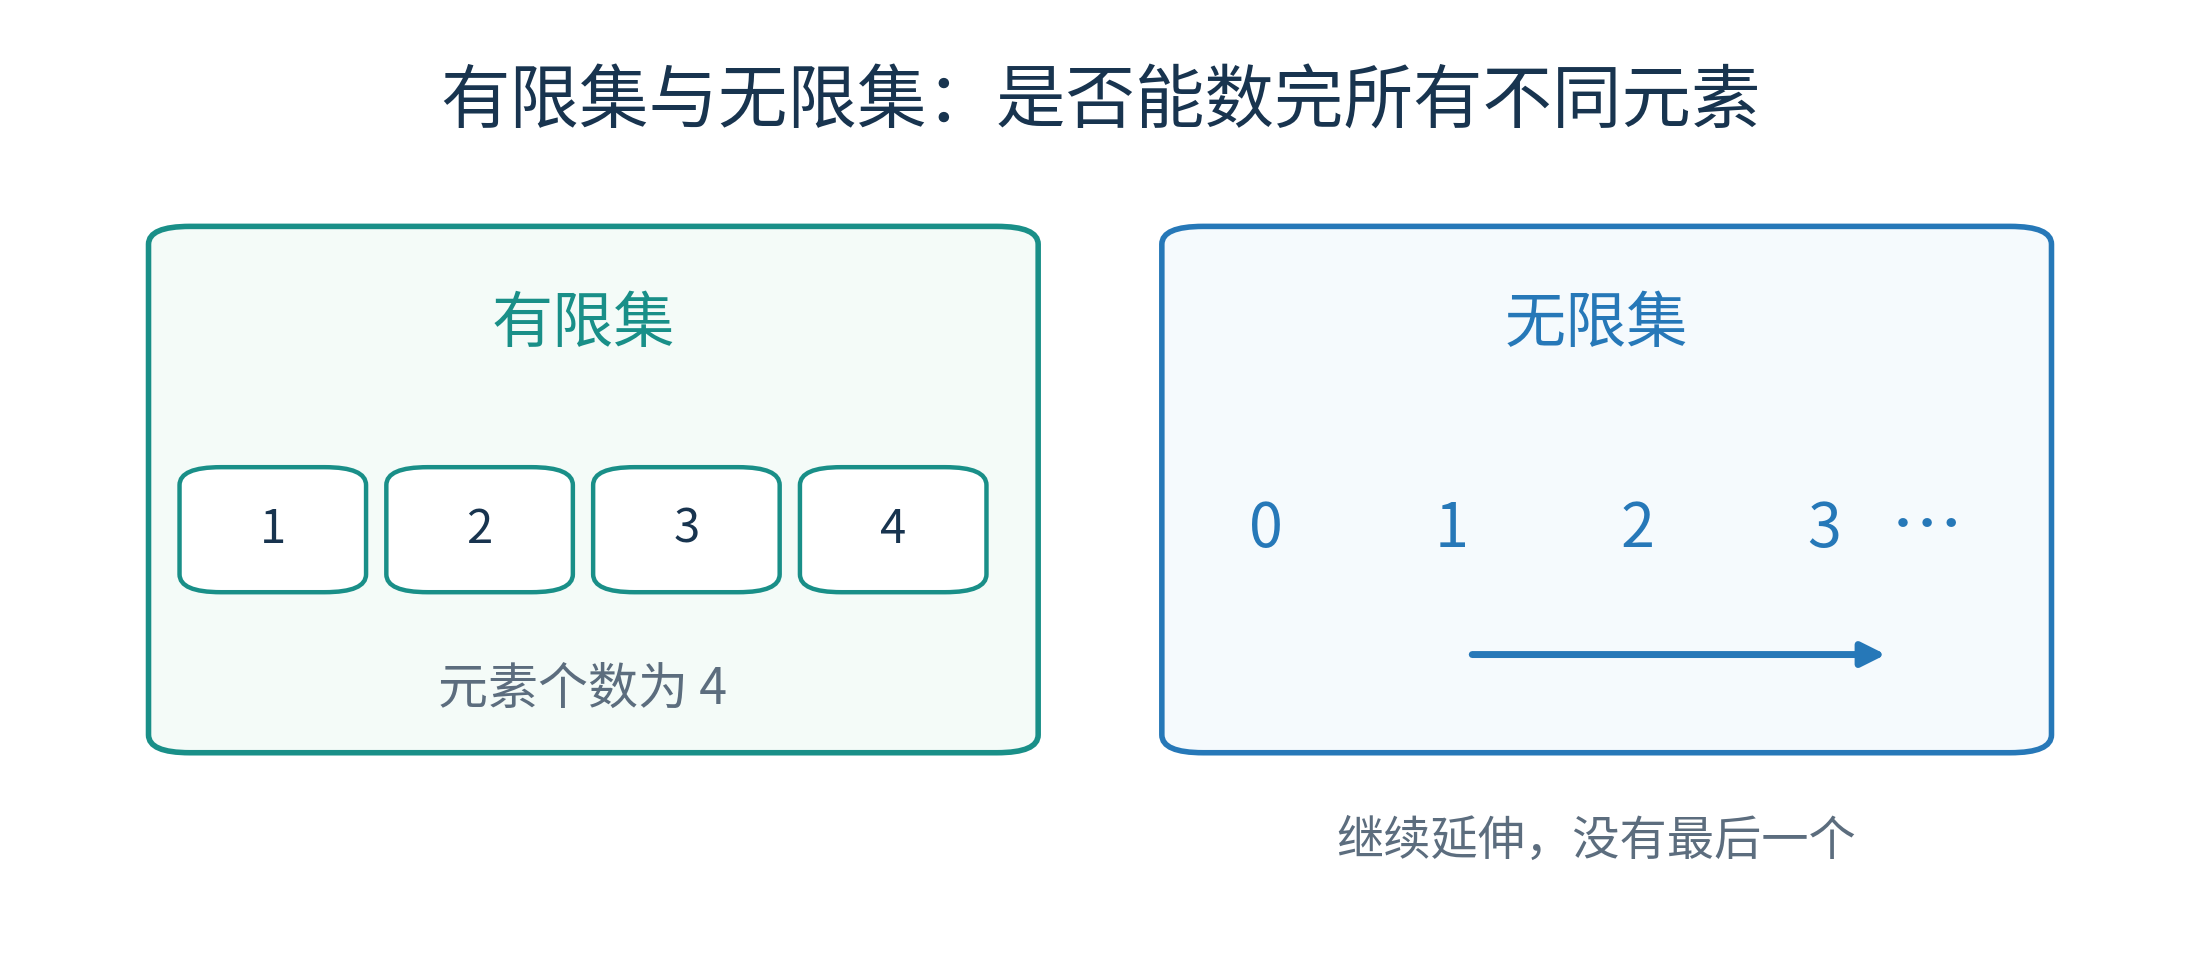 有限集与无限集：是否能数完所有不同元素
有限集
1 2 3 4
元素个数为 4
无限集
0 1 2 3 ···
继续延伸，没有最后一个